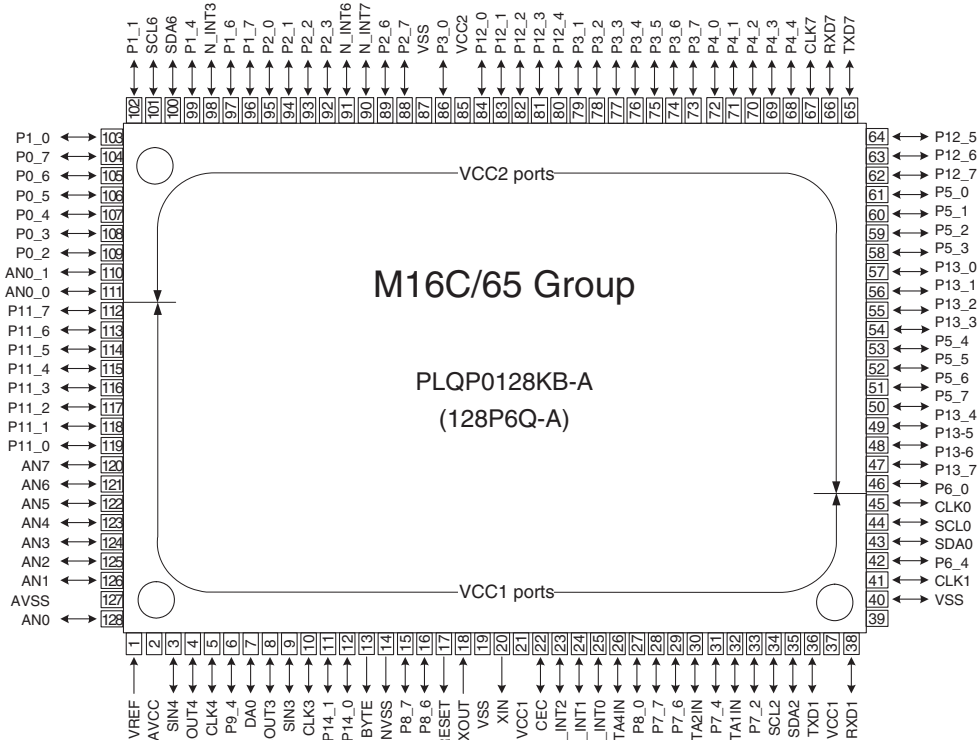 P1_1 SCL6 SDA6 P1_4 N_INT3 P1_6 P1_7 P2_0 P2_1 P2_2 P2_3 N_INT6 N_INT7 P2_6 P2_7 VSS P3_0 VCC2 P12_0 P12_1 P12_2 P12_3 P12_4 P3_1 P3_2 P3_3 P3_4 P3_5 P3_6 P3_7 P4_0 P4_1 P4_2 P4_3 P4_4 CLK7 RXD7 TXD7
102 101 100 99 98 97 96 95 94 93 92 91 90 89 88 87 86 85 84 83 82 81 80 79 78 77 76 75 74 73 72 71 70 69 68 67 66 65
P1_0 103
P0_7 104
P0_6 105
P0_5 106
P0_4 107
P0_3 108
P0_2 109
AN0_1 110
AN0_0 111
P11_7 112
P11_6 113
P11_5 114
P11_4 115
P11_3 116
P11_2 117
P11_1 118
P11_0 119
AN7 120
AN6 121
AN5 122
AN4 123
AN3 124
AN2 125
AN1 126
AVSS 127
AN0 128
VCC2 ports
M16C/65 Group
PLQP0128KB-A
(128P6Q-A)
VCC1 ports
64 P12_5
63 P12_6
62 P12_7
61 P5_0
60 P5_1
59 P5_2
58 P5_3
57 P13_0
56 P13_1
55 P13_2
54 P13_3
53 P5_4
52 P5_5
51 P5_6
50 P5_7
49 P13_4
48 P13-5
47 P13-6
46 P13_7
45 P6_0
44 CLK0
43 SCL0
42 SDA0
41 P6_4
40 CLK1
39 VSS
1 2 3 4 5 6 7 8 9 10 11 12 13 14 15 16 17 18 19 20 21 22 23 24 25 26 27 28 29 30 31 32 33 34 35 36 37 38
VREF AVCC SIN4 OUT4 CLK4 P9_4 DA0 OUT3 SIN3 CLK3 P14_1 P14_0 BYTE NVSS P8_7 P8_6 ESET XOUT VSS XIN VCC1 CEC _INT2 _INT1 _INT0 TA4IN P8_0 P7_7 P7_6 TA2IN P7_4 TA1IN P7_2 SCL2 SDA2 TXD1 VCC1 RXD1